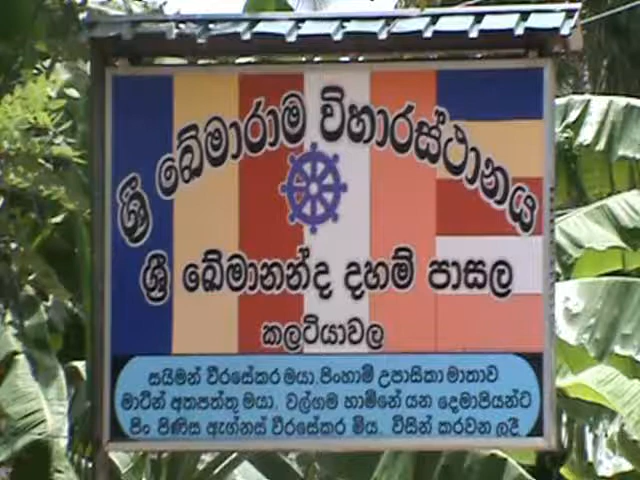 ශ්‍රී ඛේමාරාම විහාරස්ථානය
ශ්‍රී ඛේමානන්ද දහම් පාසල
කලටියාවල
සයිමන් වීරසේකර මයා. පිංහාමි උපාසිකා මාතාව
මාටින් අතපත්තු මයා. වල්ගම හාමිනේ යන දෙමාපියන්ට
පිං පිණිස ඇග්නස් වීරසේකර මිය. විසින් කරවන ලදී